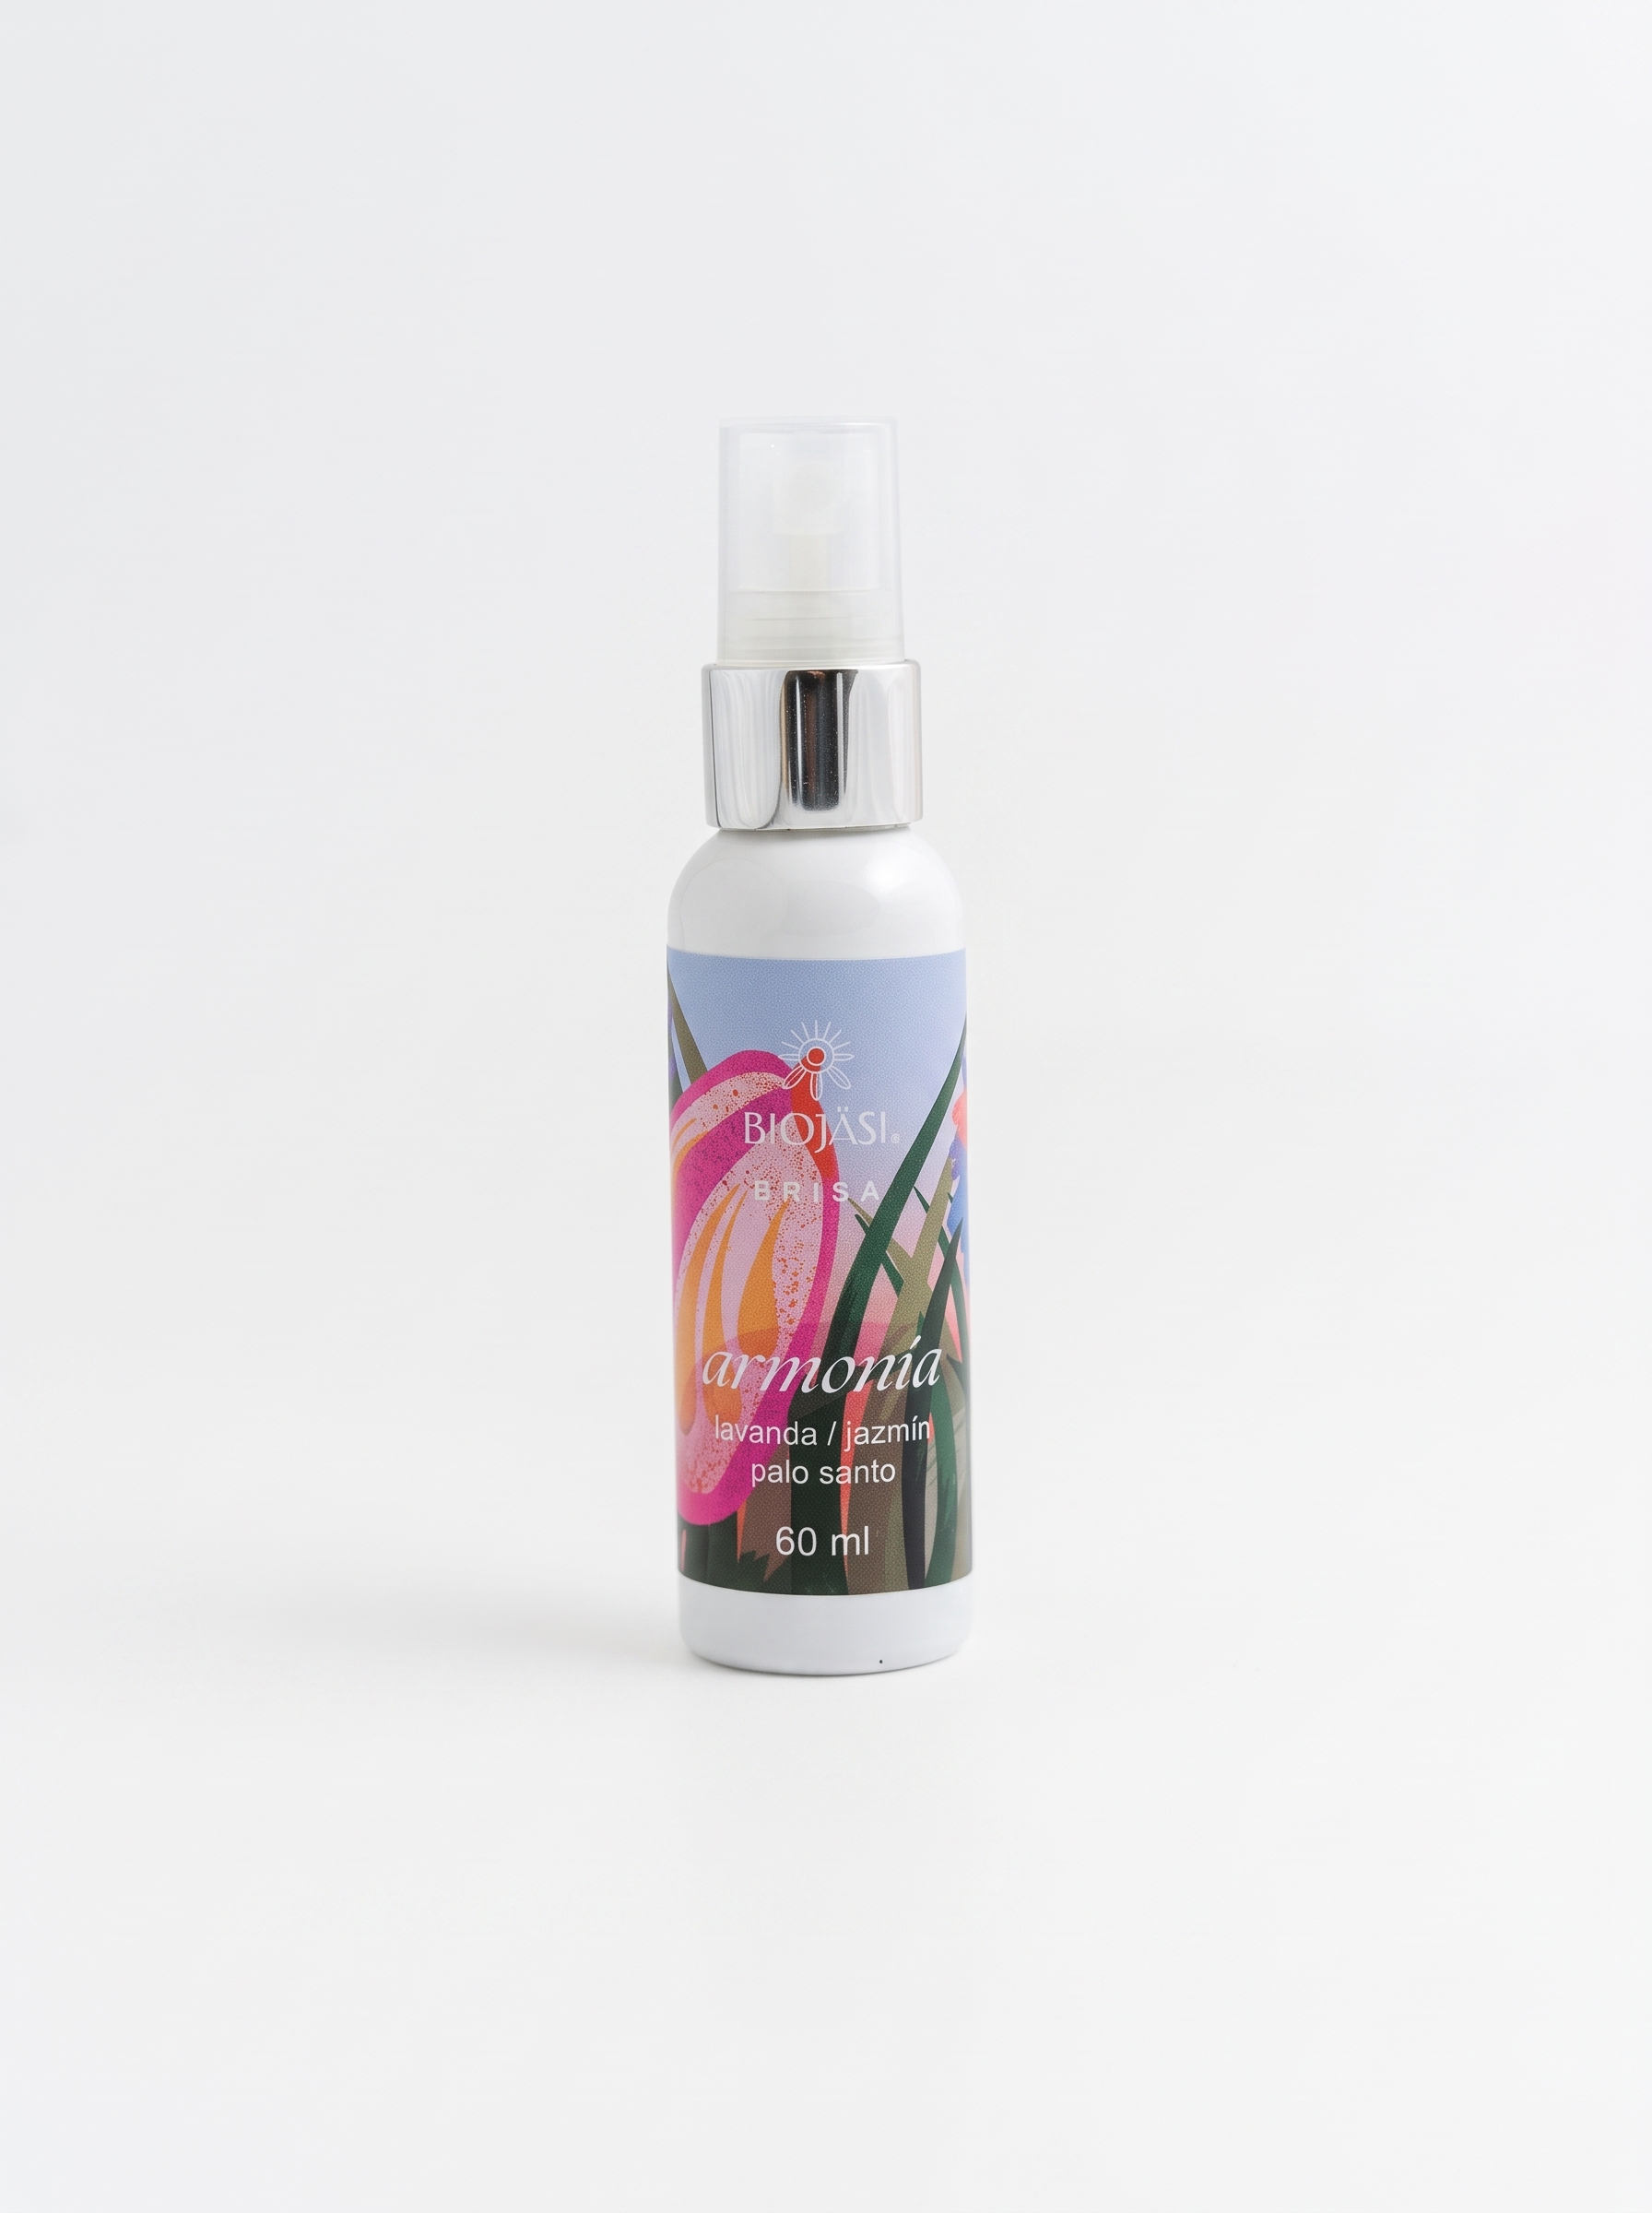 BIOJÄSI®
BRISA
armonía
lavanda / jazmín
palo santo
60 ml